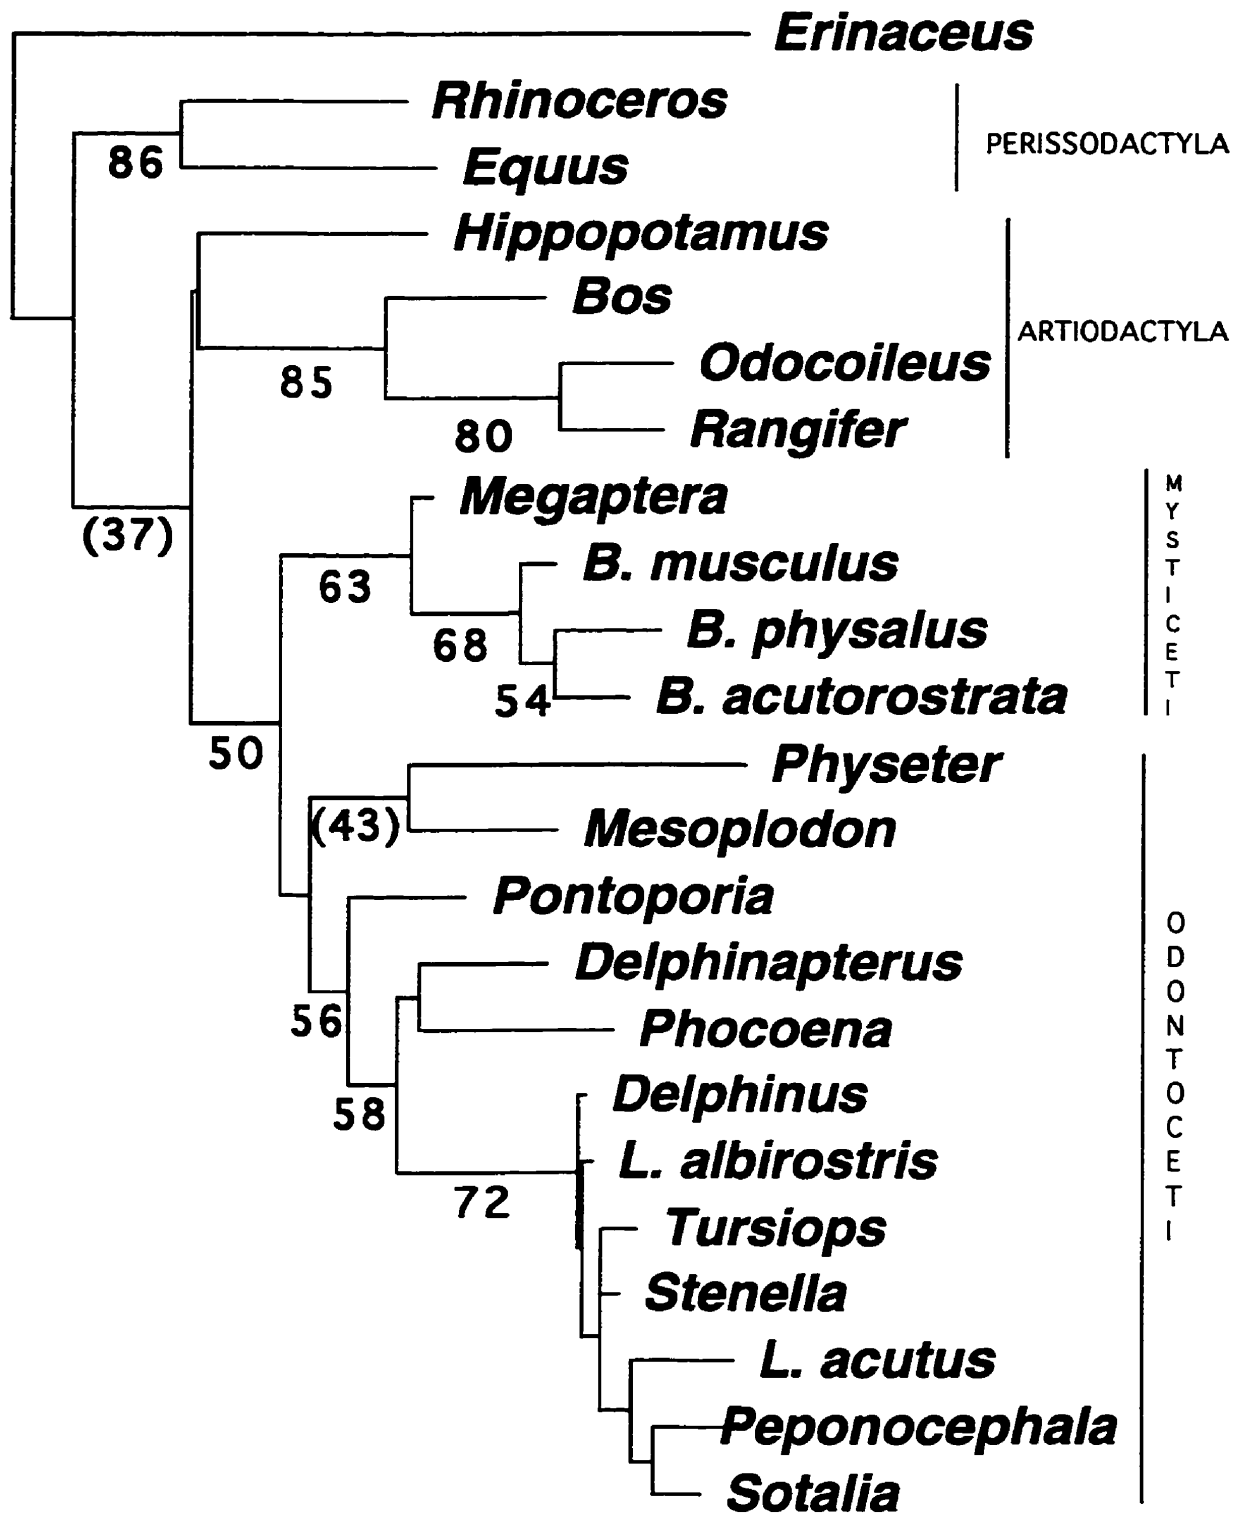 Erinaceus
Rhinoceros
PERISSODACTYLA
86
Equus
Hippopotamus
Bos
ARTIODACTYLA
Odocoileus
85
Rangifer
80
MYSTICETI
Megaptera
(37)
B. musculus
63
B. physalus
68
B. acutorostrata
54
50
Physeter
(43)
Mesoplodon
Pontoporia
ODONTOCETI
Delphinapterus
56
Phocoena
Delphinus
58
L. albirostris
72
Tursiops
Stenella
L. acutus
Peponocephala
Sotalia